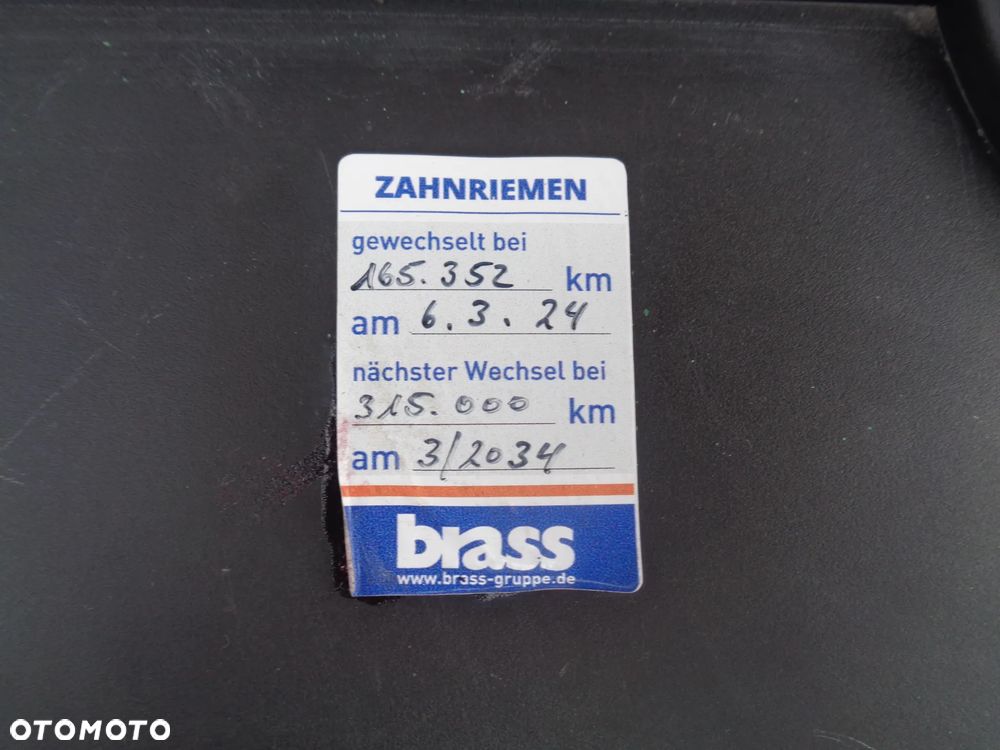 ZAHNRIEMEN
gewechselt bei
165.352 km
am 6.3.24
nächster Wechsel bei
315.000 km
am 3/2034
brass
www.brass-gruppe.de
OTOMOTO